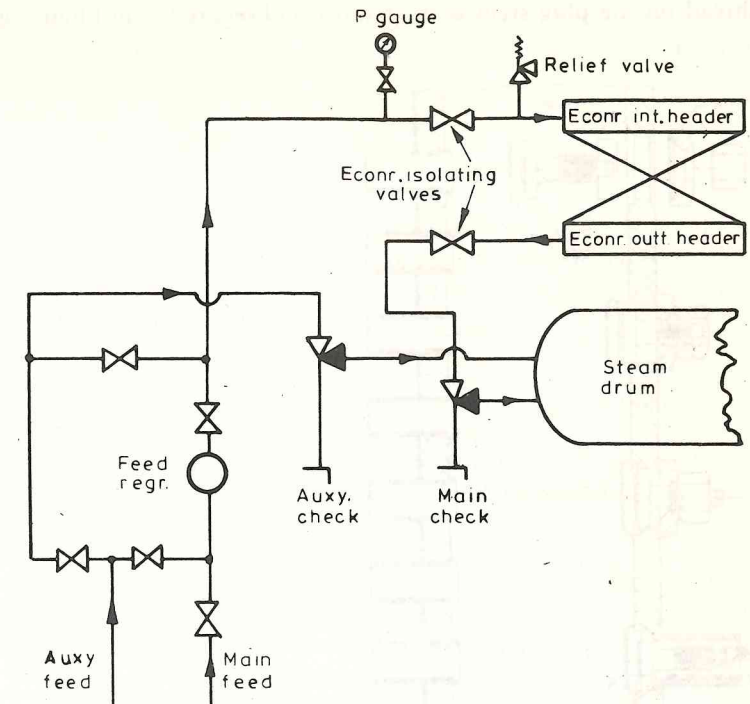 P gauge
Relief valve
Econr int. header
Econr. isolating
valves
Econr. outt. header
Steam
drum
Feed
regr.
Auxy.
check
Main
check
Auxy
feed
Main
feed